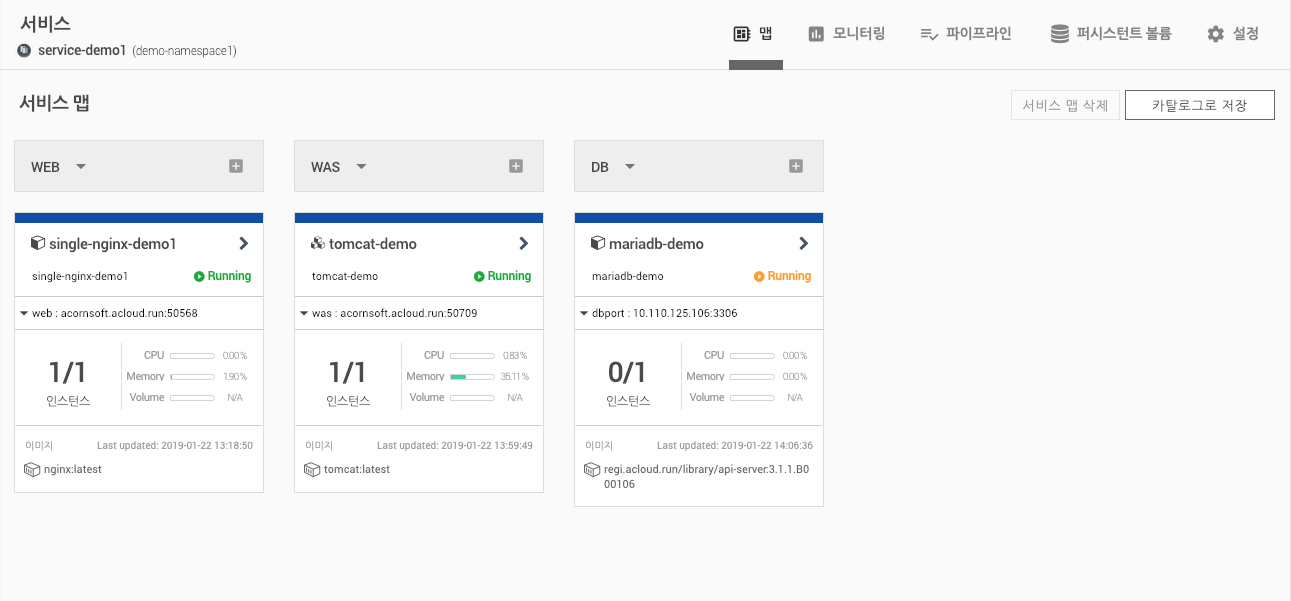 서비스
service-demo1 (demo-namespace1)
맵
모니터링
파이프라인
퍼시스턴트 볼륨
설정
서비스 맵
서비스 맵 삭제
카탈로그로 저장
WEB
WAS
DB
single-nginx-demo1
single-nginx-demo1 Running
web : acornsoft.acloud.run:50568
1/1
인스턴스
CPU 0.00%
Memory 1.90%
Volume N/A
이미지 Last updated: 2019-01-22 13:18:50
nginx:latest
tomcat-demo
tomcat-demo Running
was : acornsoft.acloud.run:50709
1/1
인스턴스
CPU 0.83%
Memory 35.11%
Volume N/A
이미지 Last updated: 2019-01-22 13:59:49
tomcat:latest
mariadb-demo
mariadb-demo Running
dbport : 10.110.125.106:3306
0/1
인스턴스
CPU 0.00%
Memory 0.00%
Volume N/A
이미지 Last updated: 2019-01-22 14:06:36
regi.acloud.run/library/api-server:3.1.1.B0
00106